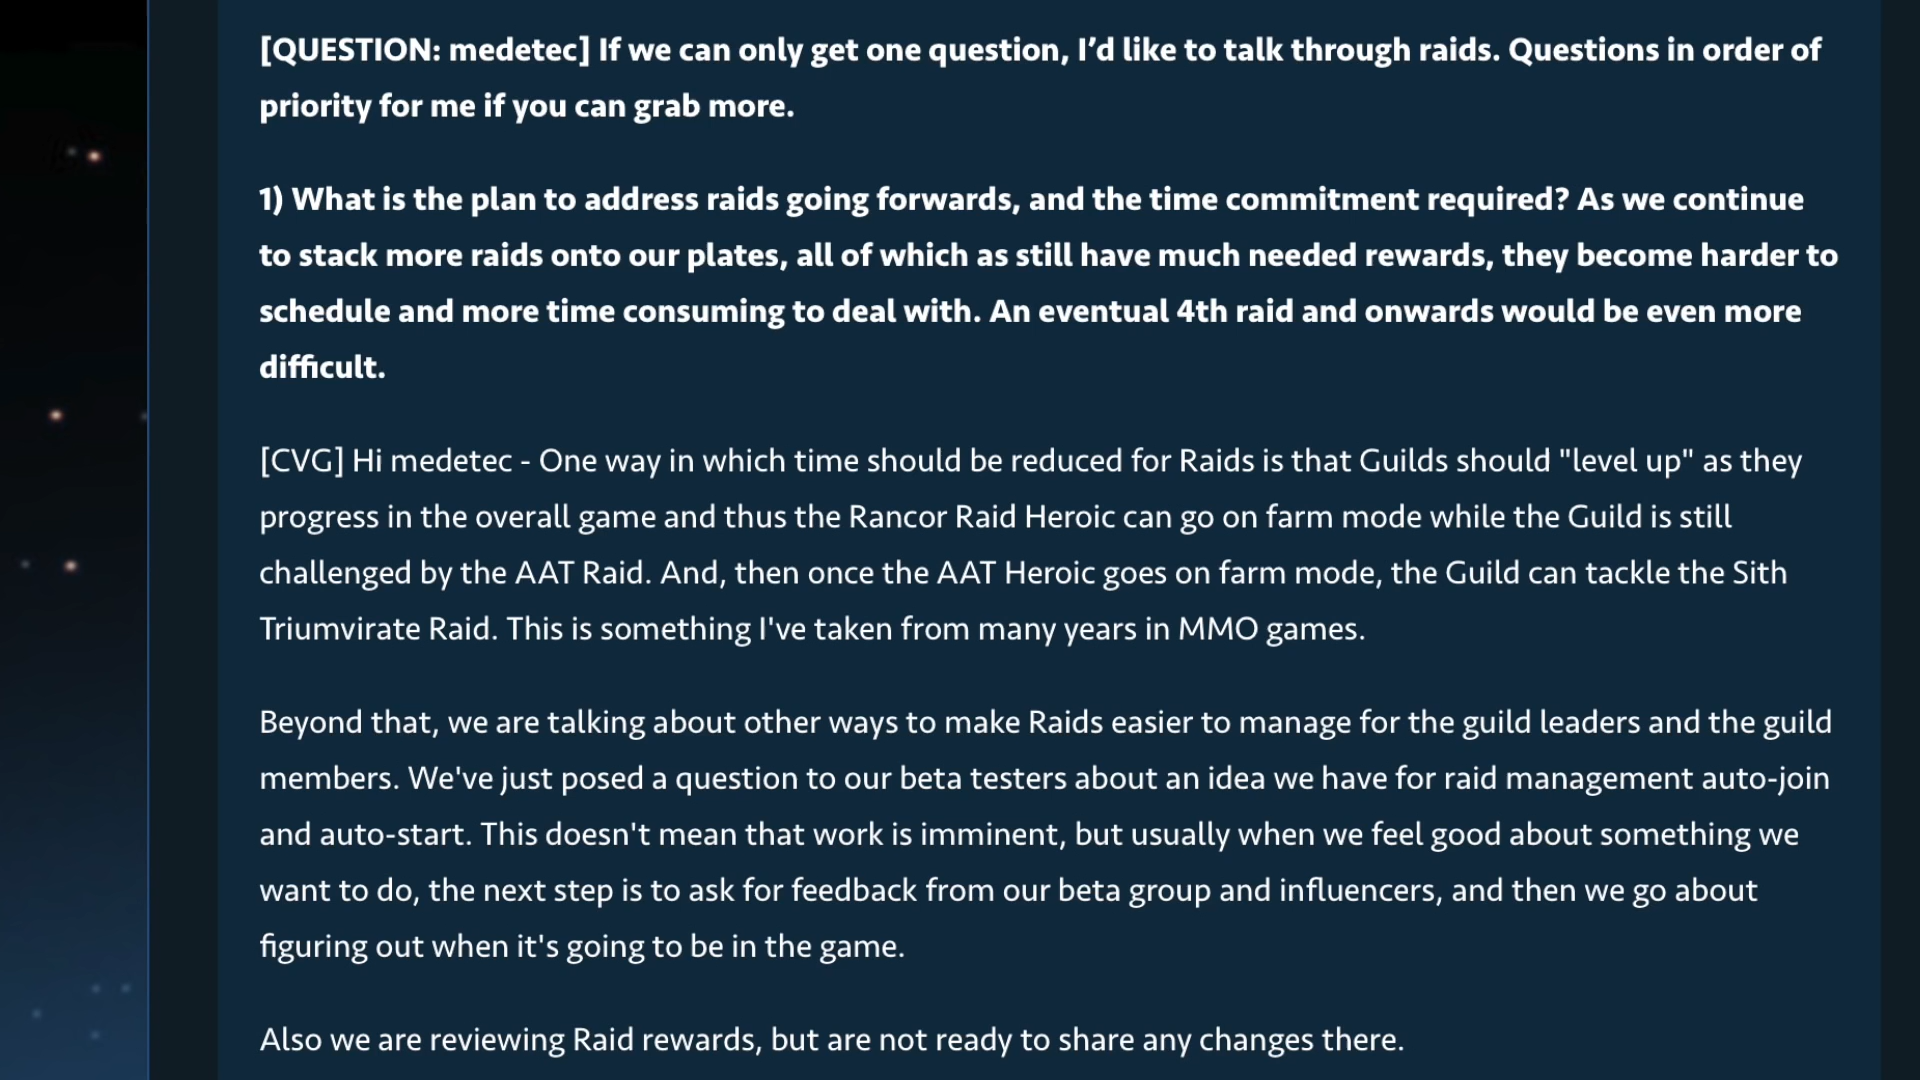 [QUESTION: medetec] If we can only get one question, I’d like to talk through raids. Questions in order of
priority for me if you can grab more.
1) What is the plan to address raids going forwards, and the time commitment required? As we continue
to stack more raids onto our plates, all of which as still have much needed rewards, they become harder to
schedule and more time consuming to deal with. An eventual 4th raid and onwards would be even more
difficult.
[CVG] Hi medetec - One way in which time should be reduced for Raids is that Guilds should "level up" as they
progress in the overall game and thus the Rancor Raid Heroic can go on farm mode while the Guild is still
challenged by the AAT Raid. And, then once the AAT Heroic goes on farm mode, the Guild can tackle the Sith
Triumvirate Raid. This is something I've taken from many years in MMO games.
Beyond that, we are talking about other ways to make Raids easier to manage for the guild leaders and the guild
members. We've just posed a question to our beta testers about an idea we have for raid management auto-join
and auto-start. This doesn't mean that work is imminent, but usually when we feel good about something we
want to do, the next step is to ask for feedback from our beta group and influencers, and then we go about
figuring out when it's going to be in the game.
Also we are reviewing Raid rewards, but are not ready to share any changes there.